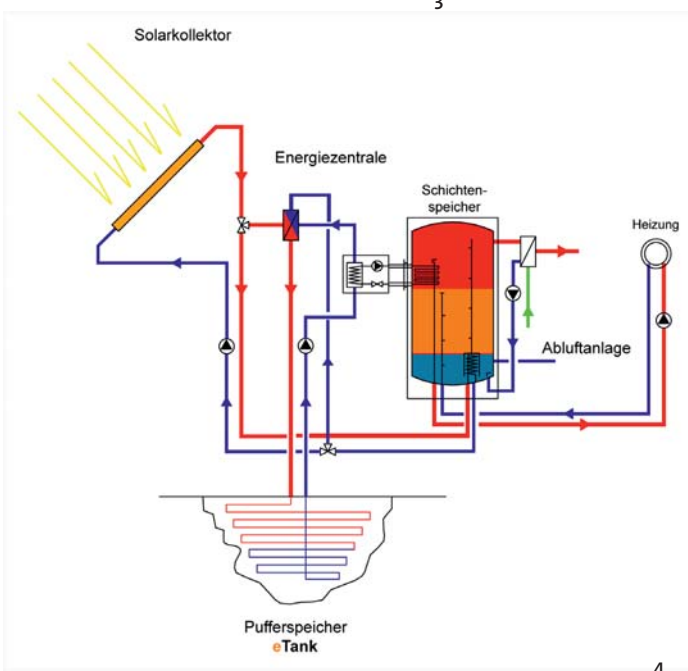 3
Solarkollektor
Energiezentrale
Schichten-
speicher
Heizung
Abluftanlage
Pufferspeicher
eTank
4